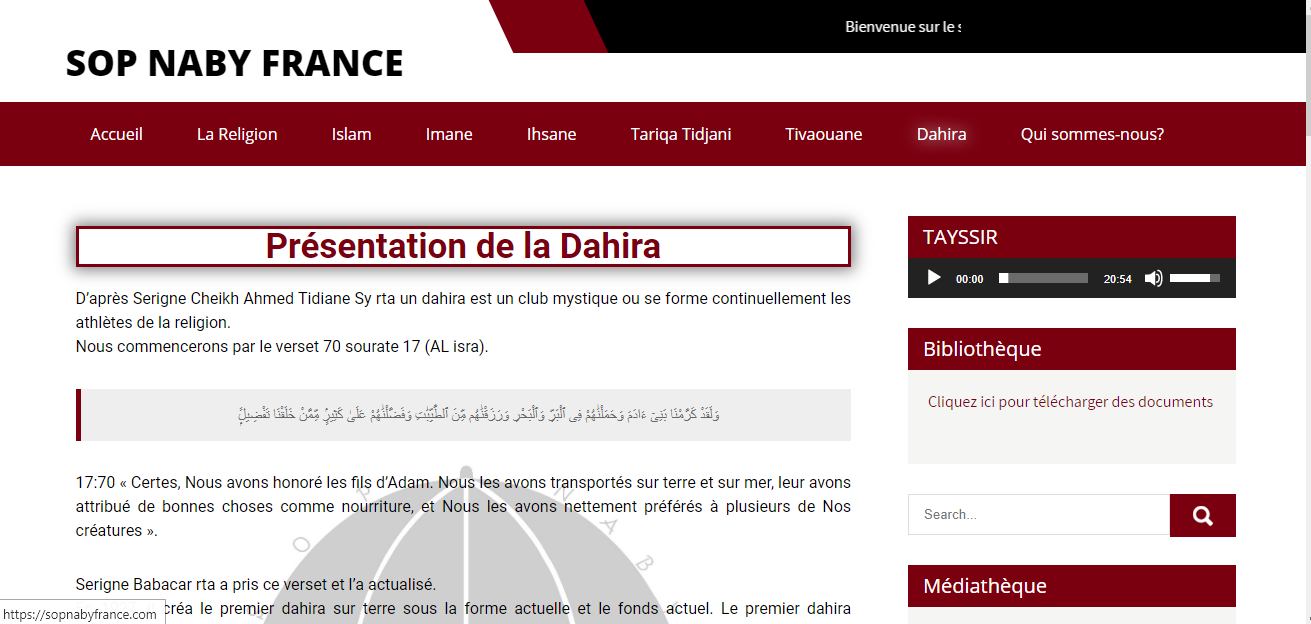 Bienvenue sur le s
SOP NABY FRANCE
Accueil La Religion Islam Imane Ihsane Tariqa Tidjani Tivaouane Dahira Qui sommes-nous?
Présentation de la Dahira
D’après Serigne Cheikh Ahmed Tidiane Sy rta un dahira est un club mystique ou se forme continuellement les
athlètes de la religion.
Nous commencerons par le verset 70 sourate 17 (AL isra).
وَلَقَدْ كَرَّمْنَا بَنِىٓ ءَادَمَ وَحَمَلْنَٰهُمْ فِى ٱلْبَرِّ وَٱلْبَحْرِ وَرَزَقْنَٰهُم مِّنَ ٱلطَّيِّبَٰتِ وَفَضَّلْنَٰهُمْ عَلَىٰ كَثِيرٍ مِّمَّنْ خَلَقْنَا تَفْضِيلًا
17:70 « Certes, Nous avons honoré les fils d’Adam. Nous les avons transportés sur terre et sur mer, leur avons
attribué de bonnes choses comme nourriture, et Nous les avons nettement préférés à plusieurs de Nos
créatures ».
Serigne Babacar rta a pris ce verset et l’a actualisé.
créa le premier dahira sur terre sous la forme actuelle et le fonds actuel. Le premier dahira
TAYSSIR
00:00 20:54
Bibliothèque
Cliquez ici pour télécharger des documents
Search...
Médiathèque
https://sopnabyfrance.com